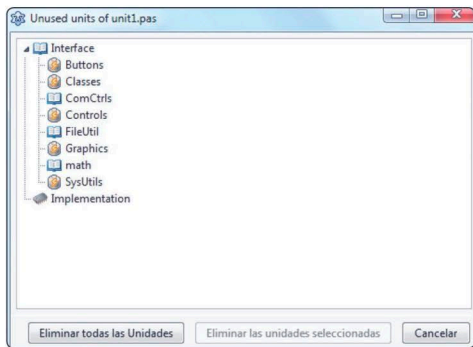 Unused units of unit1.pas
Interface
Buttons
Classes
ComCtrls
Controls
FileUtil
Graphics
math
SysUtils
Implementation
Eliminar todas las Unidades
Eliminar las unidades seleccionadas
Cancelar